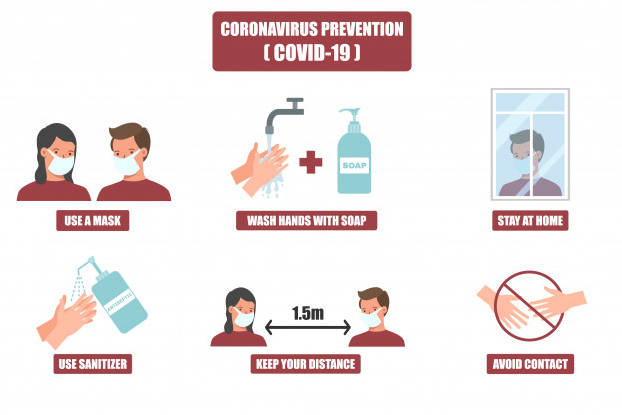 CORONAVIRUS PREVENTION
( COVID-19 )
SOAP
USE A MASK
WASH HANDS WITH SOAP
STAY AT HOME
ANTISEPTIC
1.5m
USE SANITIZER
KEEP YOUR DISTANCE
AVOID CONTACT